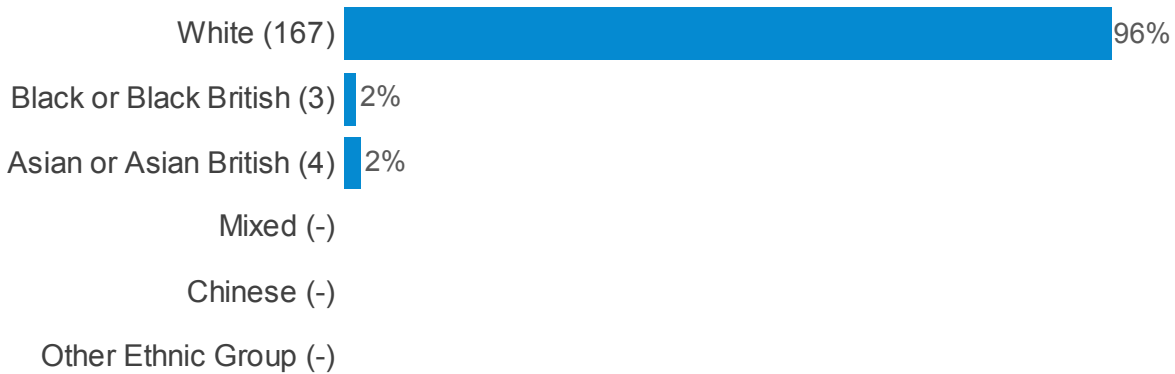 White (167) 96%
Black or Black British (3) 2%
Asian or Asian British (4) 2%
Mixed (-)
Chinese (-)
Other Ethnic Group (-)